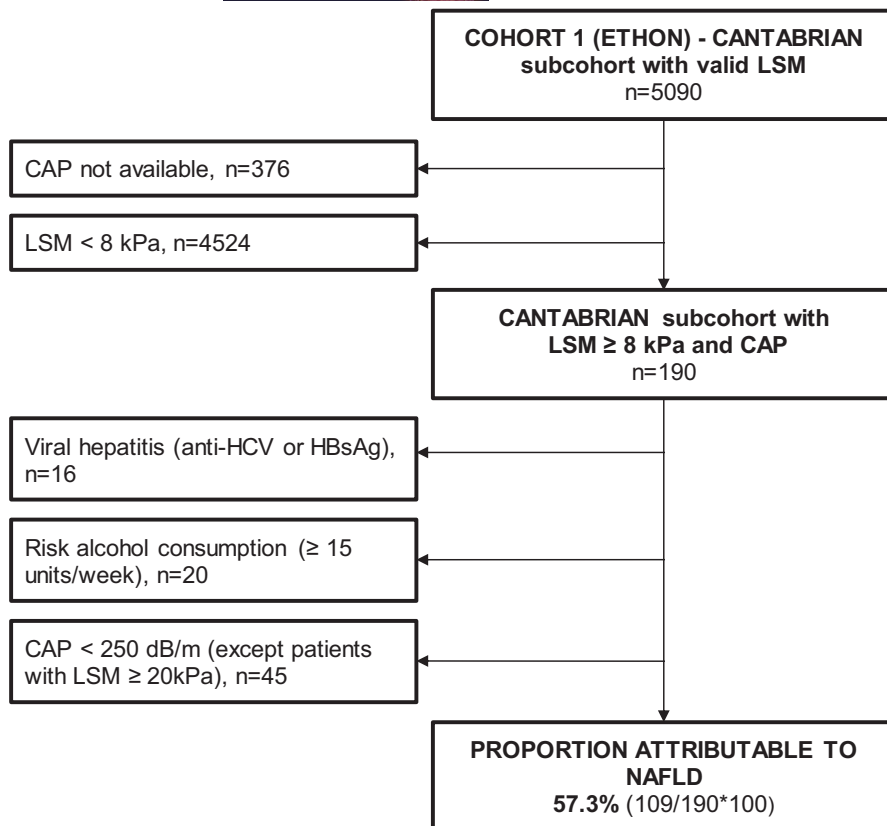 COHORT 1 (ETHON) - CANTABRIAN
subcohort with valid LSM
n=5090
CAP not available, n=376
LSM < 8 kPa, n=4524
CANTABRIAN subcohort with
LSM ≥ 8 kPa and CAP
n=190
Viral hepatitis (anti-HCV or HBsAg),
n=16
Risk alcohol consumption (≥ 15
units/week), n=20
CAP < 250 dB/m (except patients
with LSM ≥ 20kPa), n=45
PROPORTION ATTRIBUTABLE TO
NAFLD
57.3% (109/190*100)